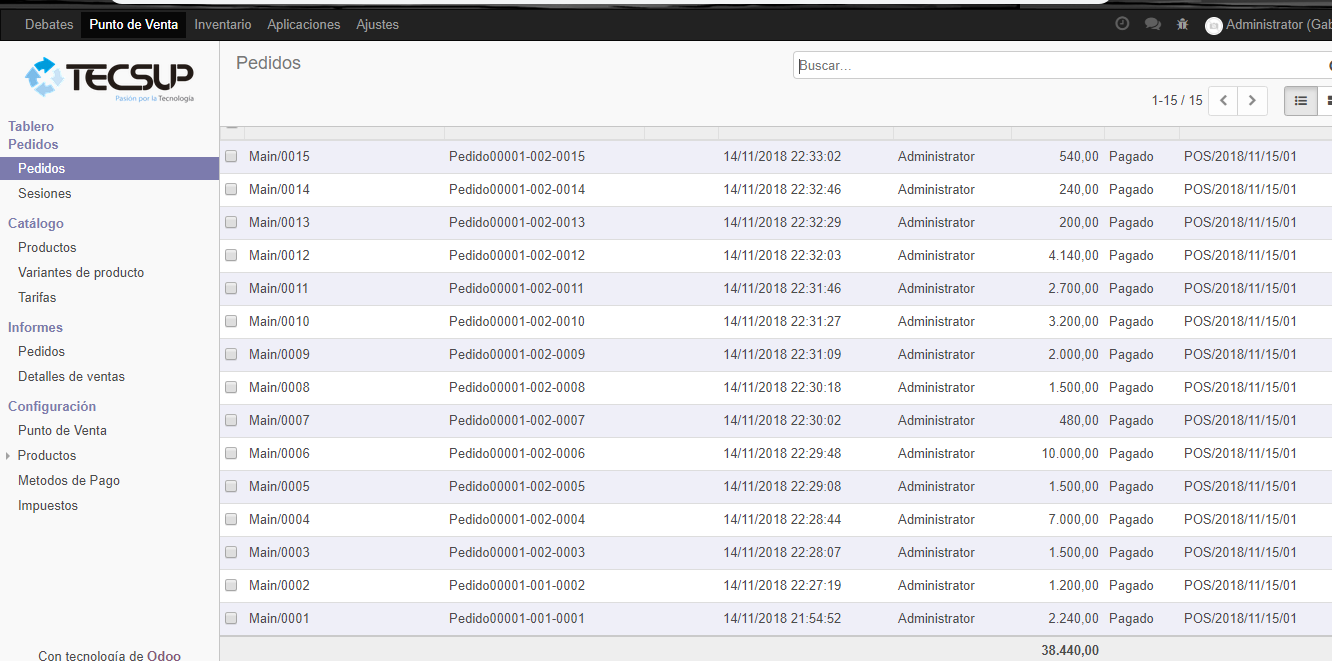 Debates Punto de Venta Inventario Aplicaciones Ajustes Administrator (Gab
TECSUP
Pasión por la Tecnología
Pedidos
Buscar...
1-15 / 15
Tablero
Pedidos
Pedidos
Sesiones
Catálogo
Productos
Variantes de producto
Tarifas
Informes
Pedidos
Detalles de ventas
Configuración
Punto de Venta
Productos
Metodos de Pago
Impuestos
Con tecnología de Odoo
Main/0015 Pedido00001-002-0015 14/11/2018 22:33:02 Administrator 540,00 Pagado POS/2018/11/15/01
Main/0014 Pedido00001-002-0014 14/11/2018 22:32:46 Administrator 240,00 Pagado POS/2018/11/15/01
Main/0013 Pedido00001-002-0013 14/11/2018 22:32:29 Administrator 200,00 Pagado POS/2018/11/15/01
Main/0012 Pedido00001-002-0012 14/11/2018 22:32:03 Administrator 4.140,00 Pagado POS/2018/11/15/01
Main/0011 Pedido00001-002-0011 14/11/2018 22:31:46 Administrator 2.700,00 Pagado POS/2018/11/15/01
Main/0010 Pedido00001-002-0010 14/11/2018 22:31:27 Administrator 3.200,00 Pagado POS/2018/11/15/01
Main/0009 Pedido00001-002-0009 14/11/2018 22:31:09 Administrator 2.000,00 Pagado POS/2018/11/15/01
Main/0008 Pedido00001-002-0008 14/11/2018 22:30:18 Administrator 1.500,00 Pagado POS/2018/11/15/01
Main/0007 Pedido00001-002-0007 14/11/2018 22:30:02 Administrator 480,00 Pagado POS/2018/11/15/01
Main/0006 Pedido00001-002-0006 14/11/2018 22:29:48 Administrator 10.000,00 Pagado POS/2018/11/15/01
Main/0005 Pedido00001-002-0005 14/11/2018 22:29:08 Administrator 1.500,00 Pagado POS/2018/11/15/01
Main/0004 Pedido00001-002-0004 14/11/2018 22:28:44 Administrator 7.000,00 Pagado POS/2018/11/15/01
Main/0003 Pedido00001-002-0003 14/11/2018 22:28:07 Administrator 1.500,00 Pagado POS/2018/11/15/01
Main/0002 Pedido00001-001-0002 14/11/2018 22:27:19 Administrator 1.200,00 Pagado POS/2018/11/15/01
Main/0001 Pedido00001-001-0001 14/11/2018 21:54:52 Administrator 2.240,00 Pagado POS/2018/11/15/01
38.440,00